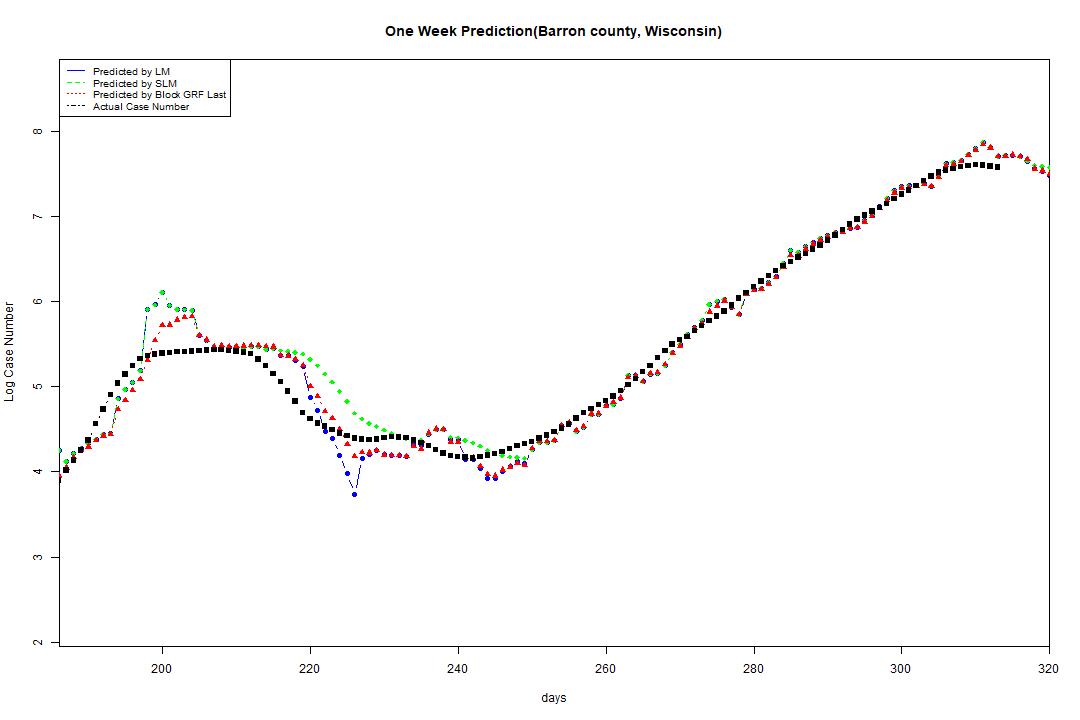 One Week Prediction(Barron county, Wisconsin)
Predicted by LM
Predicted by SLM
Predicted by Block GRF Last
Actual Case Number
8
7
6
5
4
3
2
Log Case Number
200 220 240 260 280 300 320
days